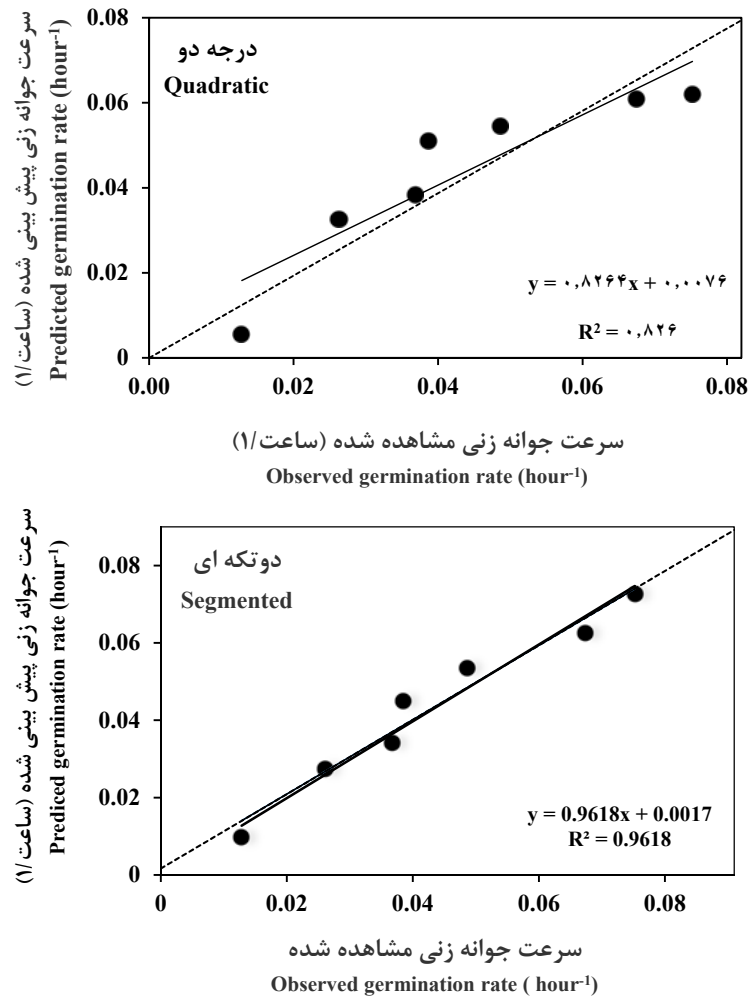 سرعت جوانه زنی پیش بینی شده (ساعت/۱)
Predicted germination rate (hour-1)
0.08
0.06
0.04
0.02
0
درجه دو
Quadratic
y = ۰,۸۲۶۴x + ۰,۰۰۷۶
R² = ۰,۸۲۶
0.00 0.02 0.04 0.06 0.08
سرعت جوانه زنی مشاهده شده (ساعت/۱)
Observed germination rate (hour-1)
سرعت جوانه زنی پیش بینی شده (ساعت/۱)
Prediced germination rate (hour-1)
0.08
0.06
0.04
0.02
0
دوتکه ای
Segmented
y = 0.9618x + 0.0017
R² = 0.9618
0 0.02 0.04 0.06 0.08
سرعت جوانه زنی مشاهده شده
Observed germination rate ( hour-1)